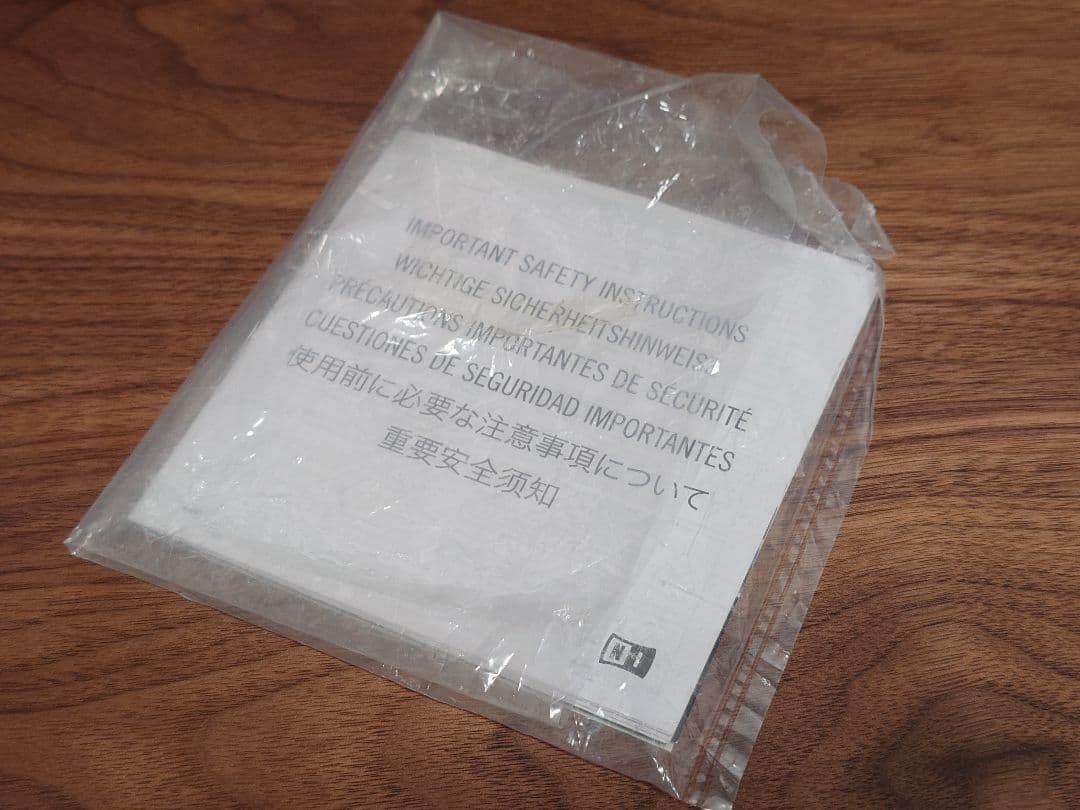 IMPORTANT SAFETY INSTRUCTIONS
WICHTIGE SICHERHEITSHINWEISE
PRÉCAUTIONS IMPORTANTES DE SÉCURITÉ
CUESTIONES DE SEGURIDAD IMPORTANTES
使用前に必要な注意事項について
重要安全须知